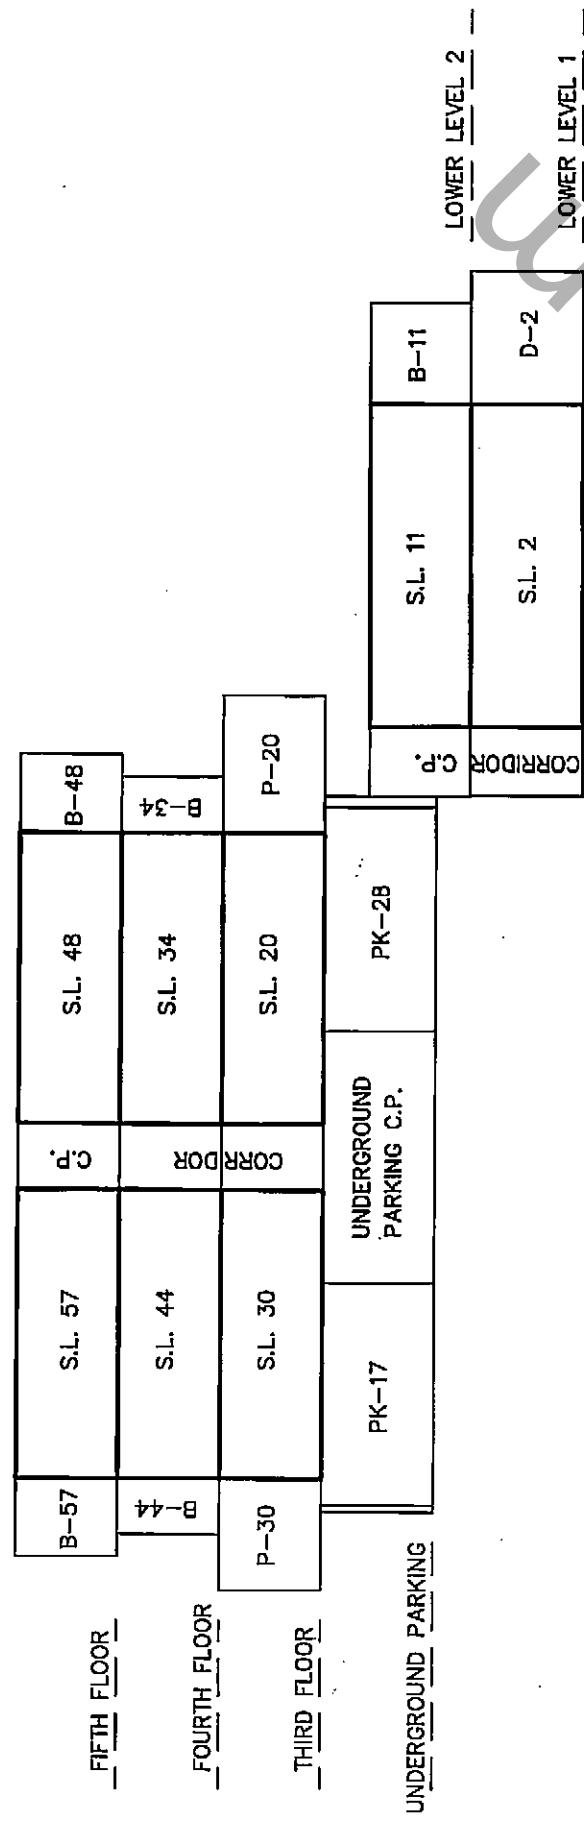 FIFTH FLOOR
B-57
S.L. 57
C.P.
S.L. 48
B-48
FOURTH FLOOR
B-44
S.L. 44
CORRIDOR
S.L. 34
B-34
THIRD FLOOR
P-30
S.L. 30
S.L. 20
P-20
UNDERGROUND PARKING
PK-17
UNDERGROUND
PARKING C.P.
PK-28
C.P.
S.L. 11
B-11
LOWER LEVEL 2
CORRIDOR
S.L. 2
D-2
LOWER LEVEL 1